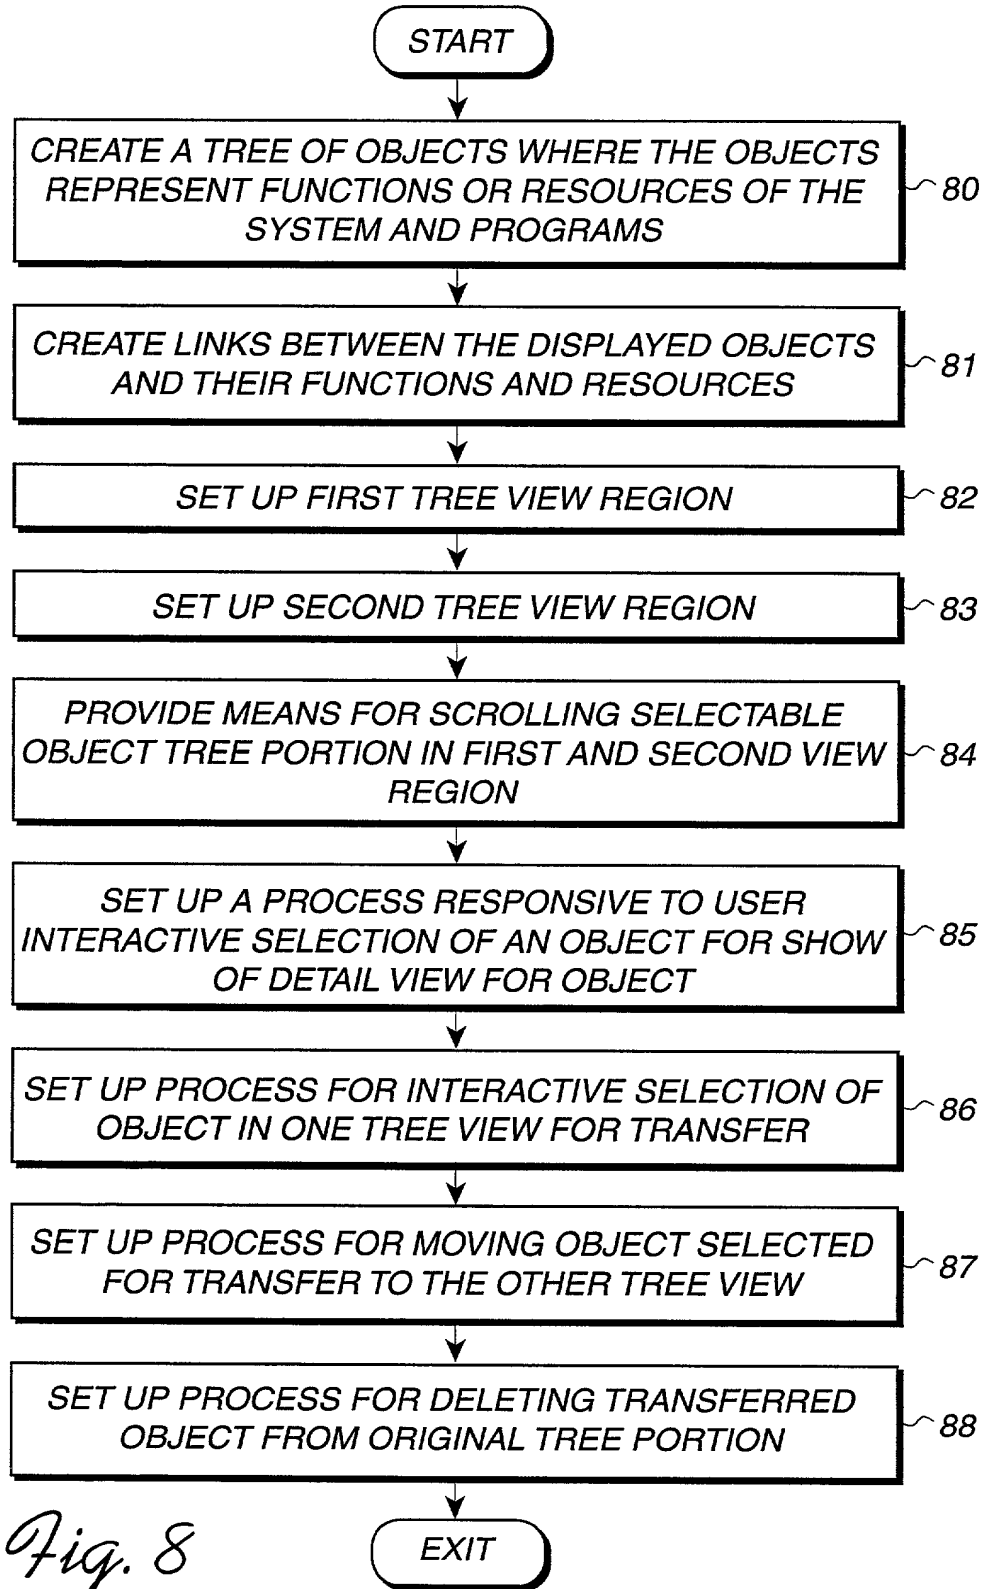 START
CREATE A TREE OF OBJECTS WHERE THE OBJECTS
REPRESENT FUNCTIONS OR RESOURCES OF THE
SYSTEM AND PROGRAMS
80
CREATE LINKS BETWEEN THE DISPLAYED OBJECTS
AND THEIR FUNCTIONS AND RESOURCES
81
SET UP FIRST TREE VIEW REGION
82
SET UP SECOND TREE VIEW REGION
83
PROVIDE MEANS FOR SCROLLING SELECTABLE
OBJECT TREE PORTION IN FIRST AND SECOND VIEW
REGION
84
SET UP A PROCESS RESPONSIVE TO USER
INTERACTIVE SELECTION OF AN OBJECT FOR SHOW
OF DETAIL VIEW FOR OBJECT
85
SET UP PROCESS FOR INTERACTIVE SELECTION OF
OBJECT IN ONE TREE VIEW FOR TRANSFER
86
SET UP PROCESS FOR MOVING OBJECT SELECTED
FOR TRANSFER TO THE OTHER TREE VIEW
87
SET UP PROCESS FOR DELETING TRANSFERRED
OBJECT FROM ORIGINAL TREE PORTION
88
EXIT
Fig. 8